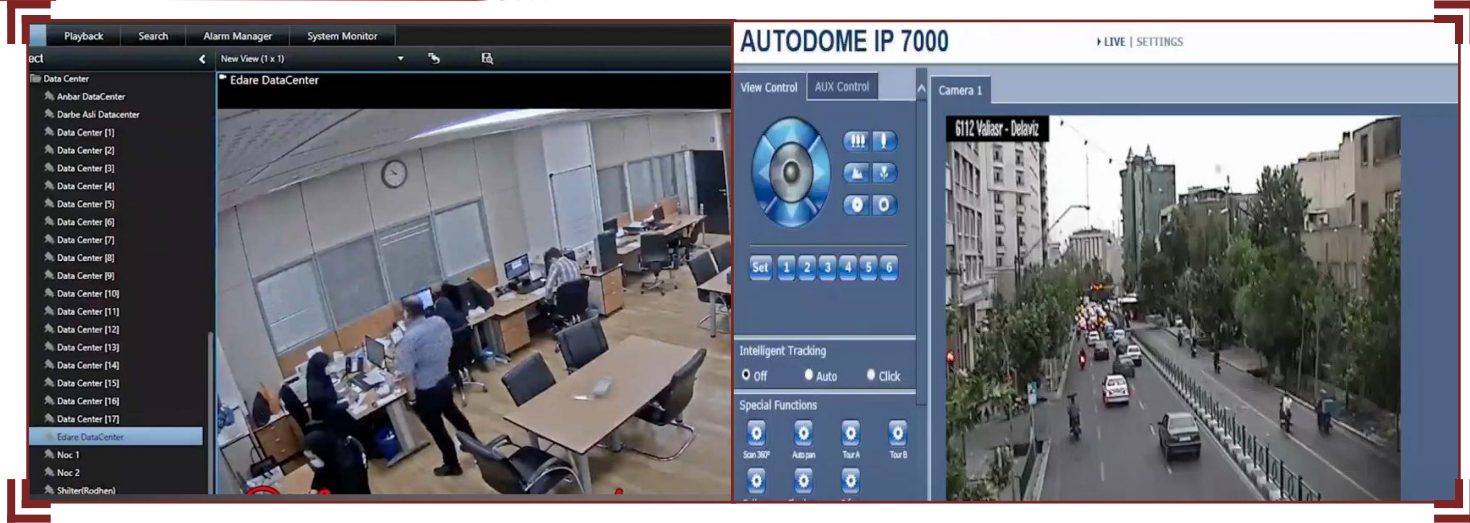 Playback Search Alarm Manager System Monitor
ect
New View (1 x 1)
Data Center
Anbar DataCenter
Darbe Asli Datacenter
Data Center [1]
Data Center [2]
Data Center [3]
Data Center [4]
Data Center [5]
Data Center [6]
Data Center [7]
Data Center [8]
Data Center [9]
Data Center [10]
Data Center [11]
Data Center [12]
Data Center [13]
Data Center [14]
Data Center [15]
Data Center [16]
Data Center [17]
Edare DataCenter
Noc 1
Noc 2
Shilter(Rodhen)
Edare DataCenter
AUTODOME IP 7000
LIVE | SETTINGS
View Control AUX Control
Set 1 2 3 4 5 6
Intelligent Tracking
Off Auto Click
Special Functions
Scan 360° Auto pan Tour A Tour B
Camera 1
6112 Valiasr - Delaviz